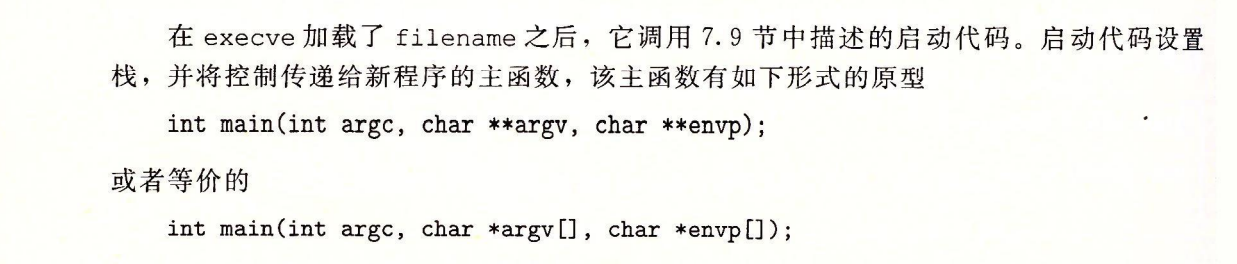 在 execve 加载了 filename 之后，它调用 7.9 节中描述的启动代码。启动代码设置
栈，并将控制传递给新程序的主函数，该主函数有如下形式的原型
int main(int argc, char **argv, char **envp);
或者等价的
int main(int argc, char *argv[], char *envp[]);